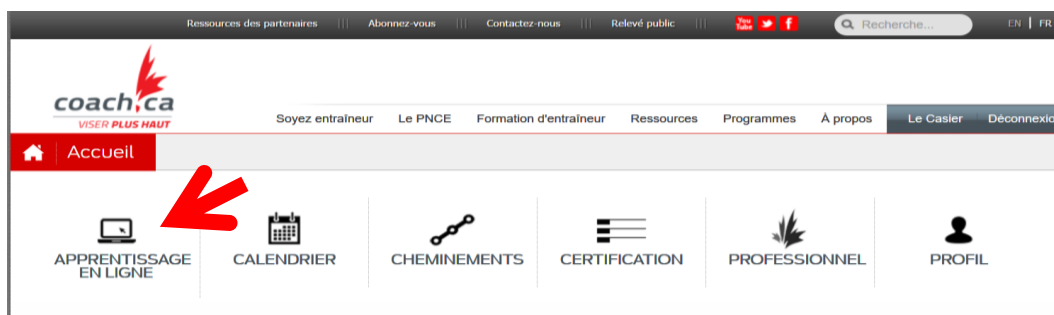 Ressources des partenaires ||| Abonnez-vous ||| Contactez-nous ||| Relevé public ||| You Tube Recherche... EN | FR
coach.ca
VISER PLUS HAUT
Soyez entraîneur Le PNCE Formation d'entraîneur Ressources Programmes À propos Le Casier Déconnexio
Accueil
APPRENTISSAGE EN LIGNE
CALENDRIER
CHEMINEMENTS
CERTIFICATION
PROFESSIONNEL
PROFIL